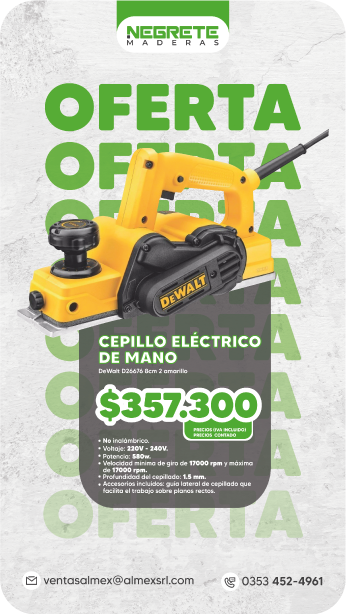 NEGRETE
MADERAS
OFERTA
OFERTA
OFERTA
OFERTA
OFERTA
OFERTA
OFERTA
OFERTA
OFERTA
DEWALT
CEPILLO ELÉCTRICO
DE MANO
DeWalt D26676 8cm 2 amarillo
$357.300
PRECIOS (IVA INCLUIDO)
PRECIOS CONTADO
• No inalámbrico.
• Voltaje: 220V - 240V.
• Potencia: 580w.
• Velocidad mínima de giro de 17000 rpm y máxima
de 17000 rpm.
• Profundidad del cepillado: 1.5 mm.
• Accesorios incluidos: guía lateral de cepillado que
facilita el trabajo sobre planos rectos.
ventasalmex@almexsrl.com
0353 452-4961